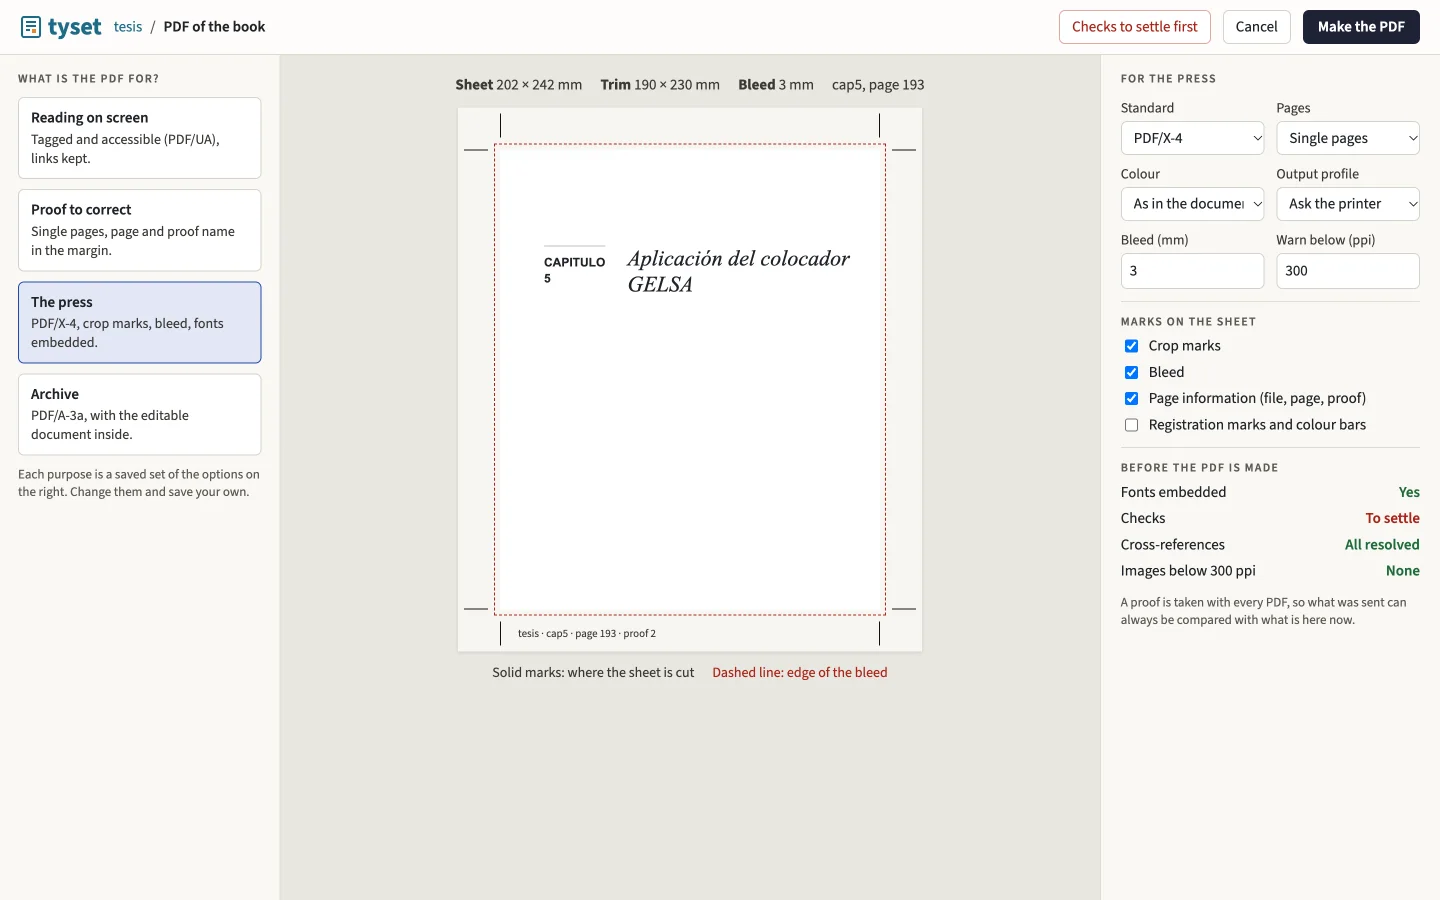 tyset tesis / PDF of the book
Checks to settle first
Cancel
Make the PDF
WHAT IS THE PDF FOR?
Reading on screen
Tagged and accessible (PDF/UA),
links kept.
Proof to correct
Single pages, page and proof name
in the margin.
The press
PDF/X-4, crop marks, bleed, fonts
embedded.
Archive
PDF/A-3a, with the editable
document inside.
Each purpose is a saved set of the options on
the right. Change them and save your own.
Sheet 202 × 242 mm Trim 190 × 230 mm Bleed 3 mm cap5, page 193
CAPITULO
5
Aplicación del colocador
GELSA
tesis · cap5 · page 193 · proof 2
Solid marks: where the sheet is cut Dashed line: edge of the bleed
FOR THE PRESS
Standard Pages
PDF/X-4 Single pages
Colour Output profile
As in the documen Ask the printer
Bleed (mm) Warn below (ppi)
3 300
MARKS ON THE SHEET
Crop marks
Bleed
Page information (file, page, proof)
Registration marks and colour bars
BEFORE THE PDF IS MADE
Fonts embedded Yes
Checks To settle
Cross-references All resolved
Images below 300 ppi None
A proof is taken with every PDF, so what was sent can
always be compared with what is here now.